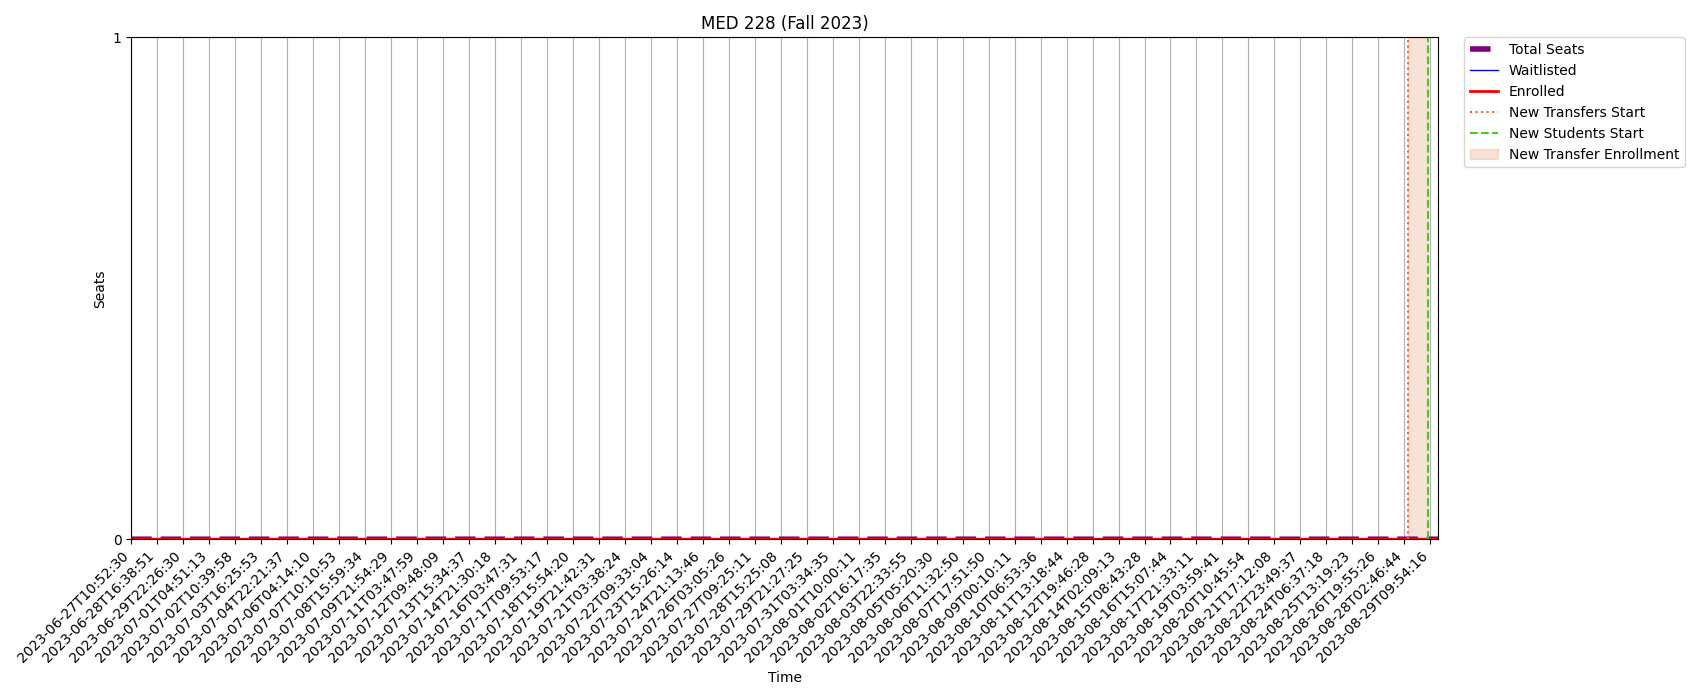 MED 228 (Fall 2023)
1
0
Seats
Total Seats
Waitlisted
Enrolled
New Transfers Start
New Students Start
New Transfer Enrollment
2023-06-27T10:52:30
2023-06-28T16:38:51
2023-06-29T22:26:30
2023-07-01T04:51:13
2023-07-02T10:39:58
2023-07-03T16:25:53
2023-07-04T22:21:37
2023-07-06T04:14:10
2023-07-07T10:10:53
2023-07-08T15:59:34
2023-07-09T21:54:29
2023-07-11T03:47:59
2023-07-12T09:48:09
2023-07-13T15:34:37
2023-07-14T21:30:18
2023-07-16T03:47:31
2023-07-17T09:53:17
2023-07-18T15:54:20
2023-07-19T21:42:31
2023-07-21T03:38:24
2023-07-22T09:33:04
2023-07-23T15:26:14
2023-07-24T21:13:46
2023-07-26T03:05:26
2023-07-27T09:25:11
2023-07-28T15:25:08
2023-07-29T21:27:25
2023-07-31T03:34:35
2023-08-01T10:00:11
2023-08-02T16:17:35
2023-08-03T22:33:55
2023-08-05T05:20:30
2023-08-06T11:32:50
2023-08-07T17:51:50
2023-08-09T00:10:11
2023-08-10T06:53:36
2023-08-11T13:18:44
2023-08-12T19:46:28
2023-08-14T02:09:13
2023-08-15T08:43:28
2023-08-16T15:07:44
2023-08-17T21:33:11
2023-08-19T03:59:41
2023-08-20T10:45:54
2023-08-21T17:12:08
2023-08-22T23:49:37
2023-08-24T06:37:18
2023-08-25T13:19:23
2023-08-26T19:55:26
2023-08-28T02:46:44
2023-08-29T09:54:16
Time